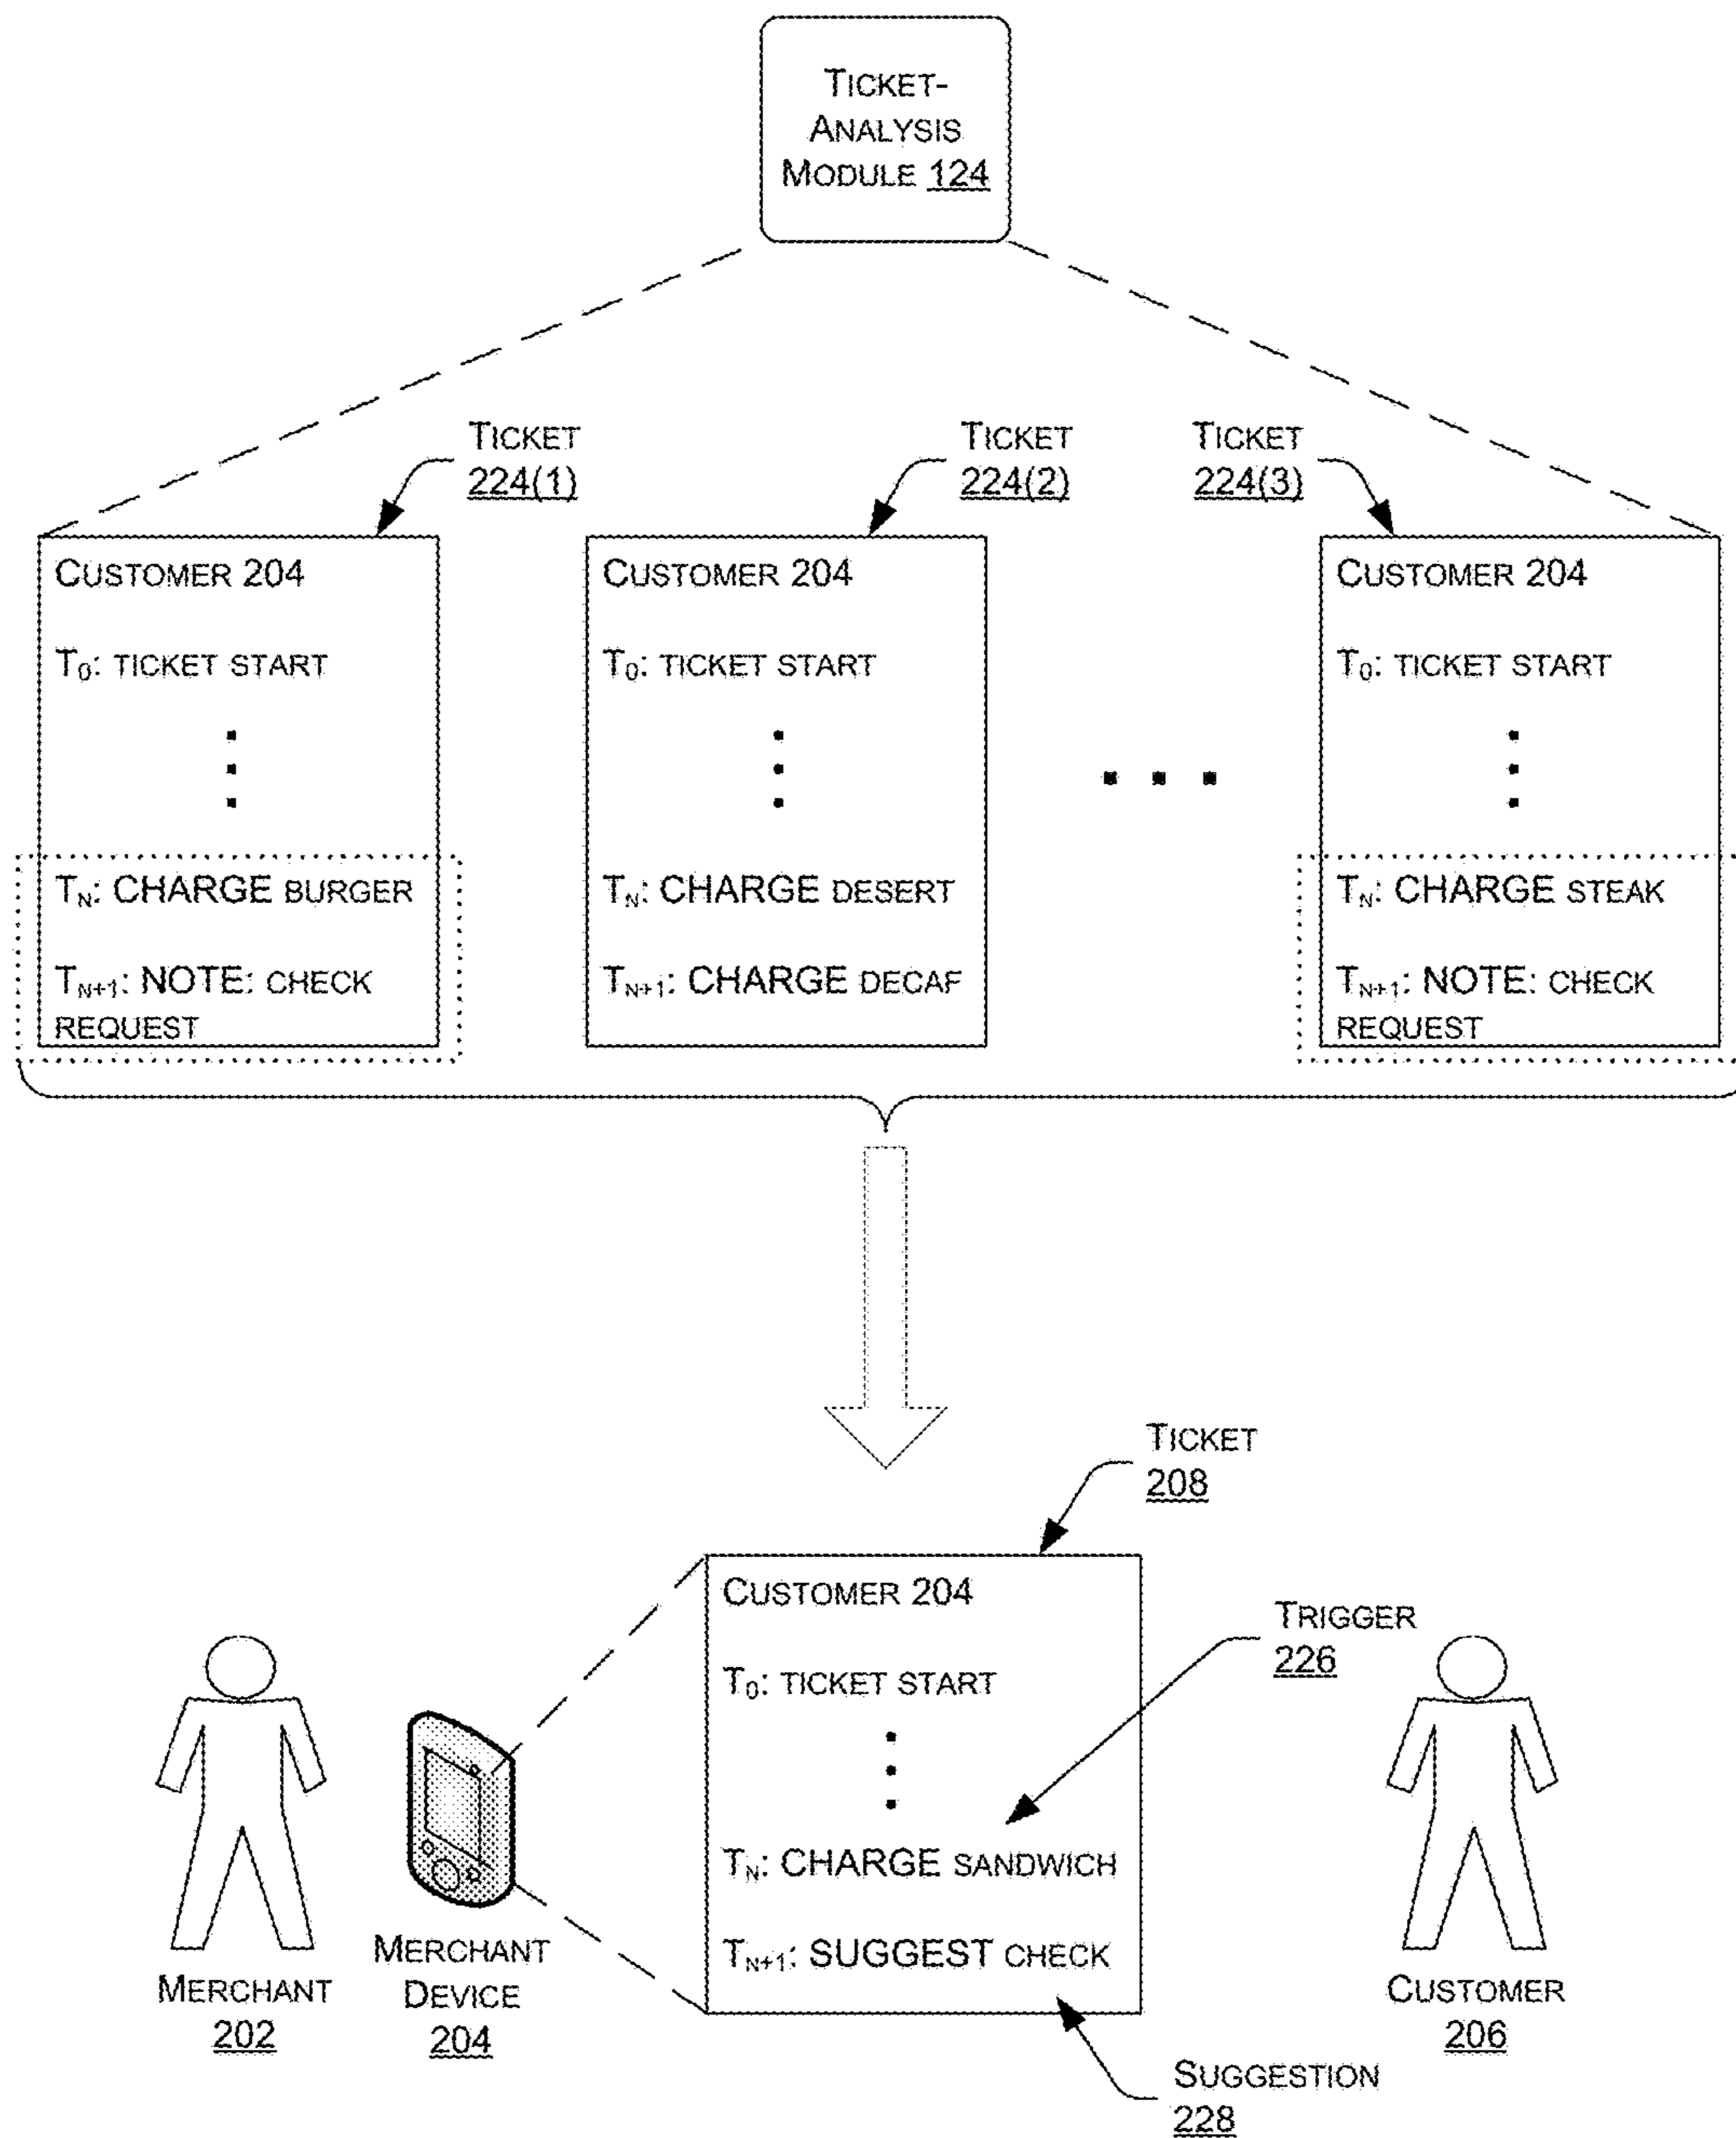 TICKET-
ANALYSIS
MODULE 124
TICKET
224(1)
TICKET
224(2)
TICKET
224(3)
CUSTOMER 204
T0: TICKET START
TN: CHARGE BURGER
TN+1: NOTE: CHECK
REQUEST
CUSTOMER 204
T0: TICKET START
TN: CHARGE DESERT
TN+1: CHARGE DECAF
CUSTOMER 204
T0: TICKET START
TN: CHARGE STEAK
TN+1: NOTE: CHECK
REQUEST
TICKET
208
CUSTOMER 204
T0: TICKET START
TN: CHARGE SANDWICH
TN+1: SUGGEST CHECK
TRIGGER
226
MERCHANT
202
MERCHANT
DEVICE
204
CUSTOMER
206
SUGGESTION
228